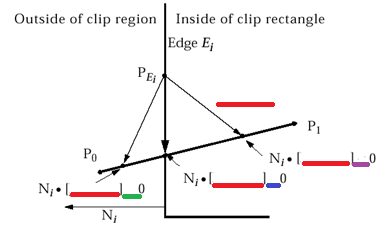 Outside of clip region
Inside of clip rectangle
Edge Ei
PEi
P1
P0
Ni • [ ] 0
Ni • [ ] 0
Ni • [ ] 0
Ni